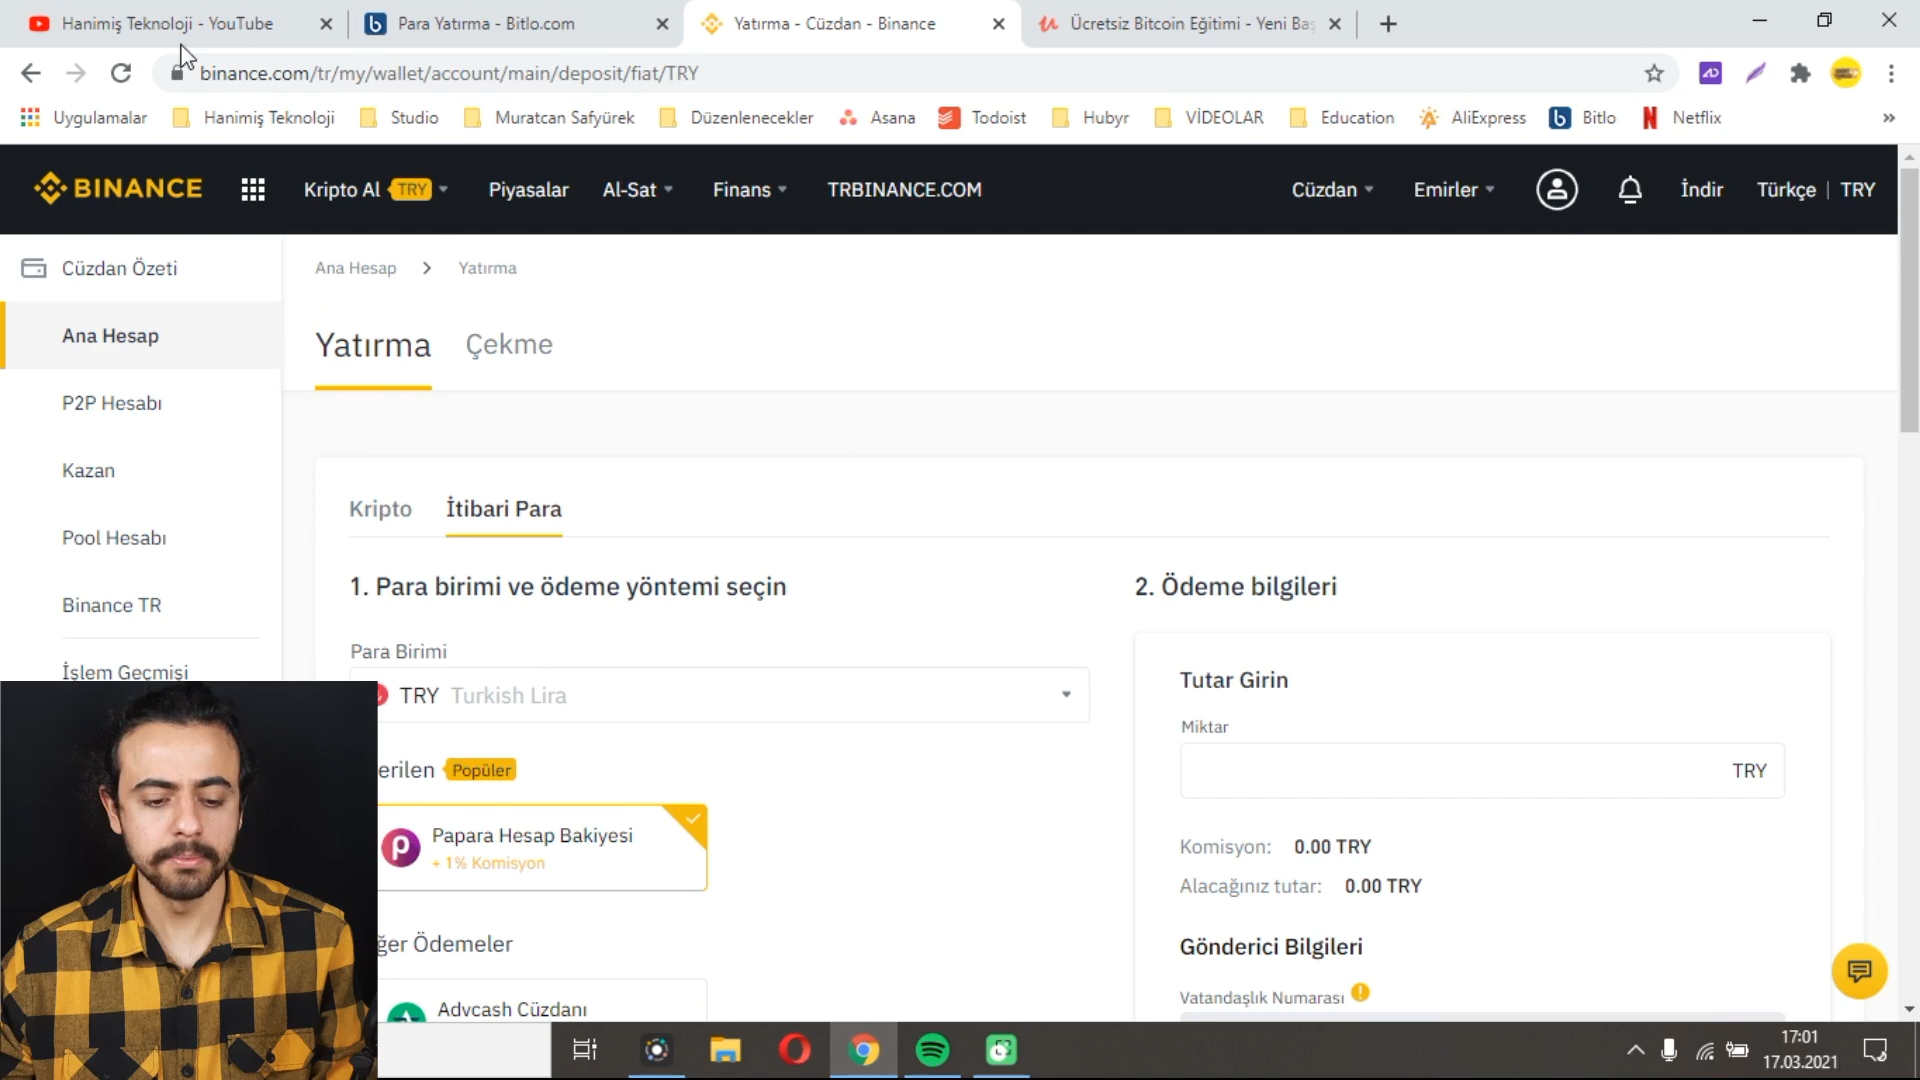 Hanimiş Teknoloji - YouTube
Para Yatırma - Bitlo.com
Yatırma - Cüzdan - Binance
Ücretsiz Bitcoin Eğitimi - Yeni Baş
binance.com/tr/my/wallet/account/main/deposit/fiat/TRY
Uygulamalar
Hanimiş Teknoloji
Studio
Muratcan Safyürek
Düzenlenecekler
Asana
Todoist
Hubyr
VİDEOLAR
Education
AliExpress
Bitlo
Netflix
BINANCE
Kripto Al TRY
Piyasalar
Al-Sat
Finans
TRBINANCE.COM
Cüzdan
Emirler
İndir
Türkçe | TRY
Cüzdan Özeti
Ana Hesap
P2P Hesabı
Kazan
Pool Hesabı
Binance TR
İşlem Geçmişi
Ana Hesap > Yatırma
Yatırma
Çekme
Kripto
İtibari Para
1. Para birimi ve ödeme yöntemi seçin
Para Birimi
TRY Turkish Lira
erilen Popüler
Papara Hesap Bakiyesi
+ 1% Komisyon
ğer Ödemeler
Advcash Cüzdanı
2. Ödeme bilgileri
Tutar Girin
Miktar
TRY
Komisyon: 0.00 TRY
Alacağınız tutar: 0.00 TRY
Gönderici Bilgileri
Vatandaşlık Numarası
17:01
17.03.2021